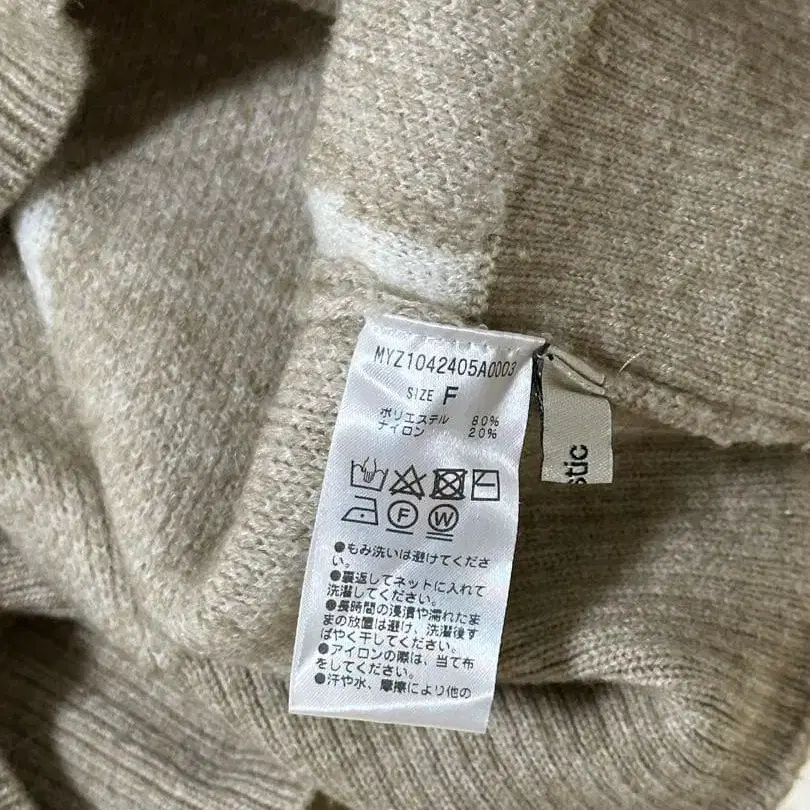 MYZ1042405A0003
SIZE F
ポリエステル 80%
ナイロン 20%
F W
●もみ洗いは避けてくださ
い。
●裏返してネットに入れて
洗濯してください。
●長時間の浸漬や濡れたま
まの放置は避け、洗濯後す
ばやく干してください。
●アイロンの際は、当て布
をしてください。
●汗や水、摩擦により他の
stic